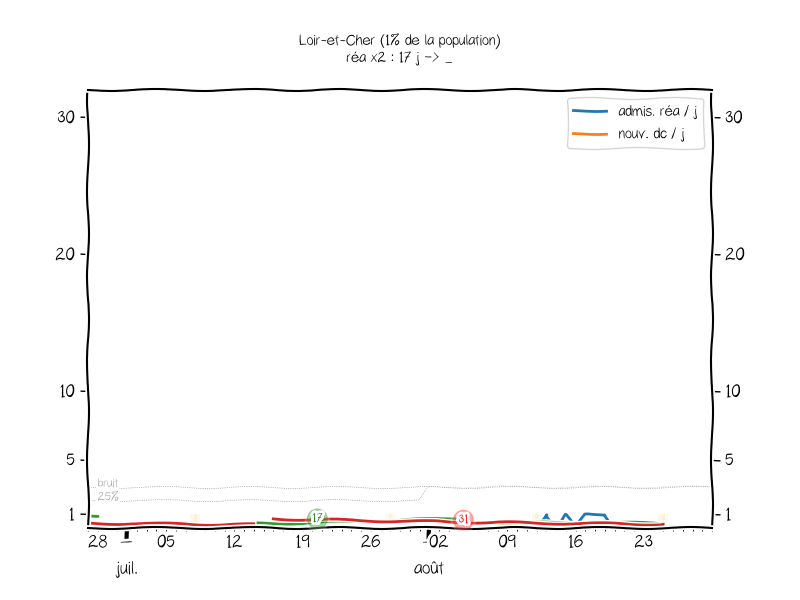 Loir-et-Cher (1% de la population)
réa x2 : 17 j -> _
admis. réa / j
nouv. dc / j
30 30
20 20
10 10
5 5
bruit
25%
1 1
17 31
28 05 12 19 26 02 09 16 23
juil. août